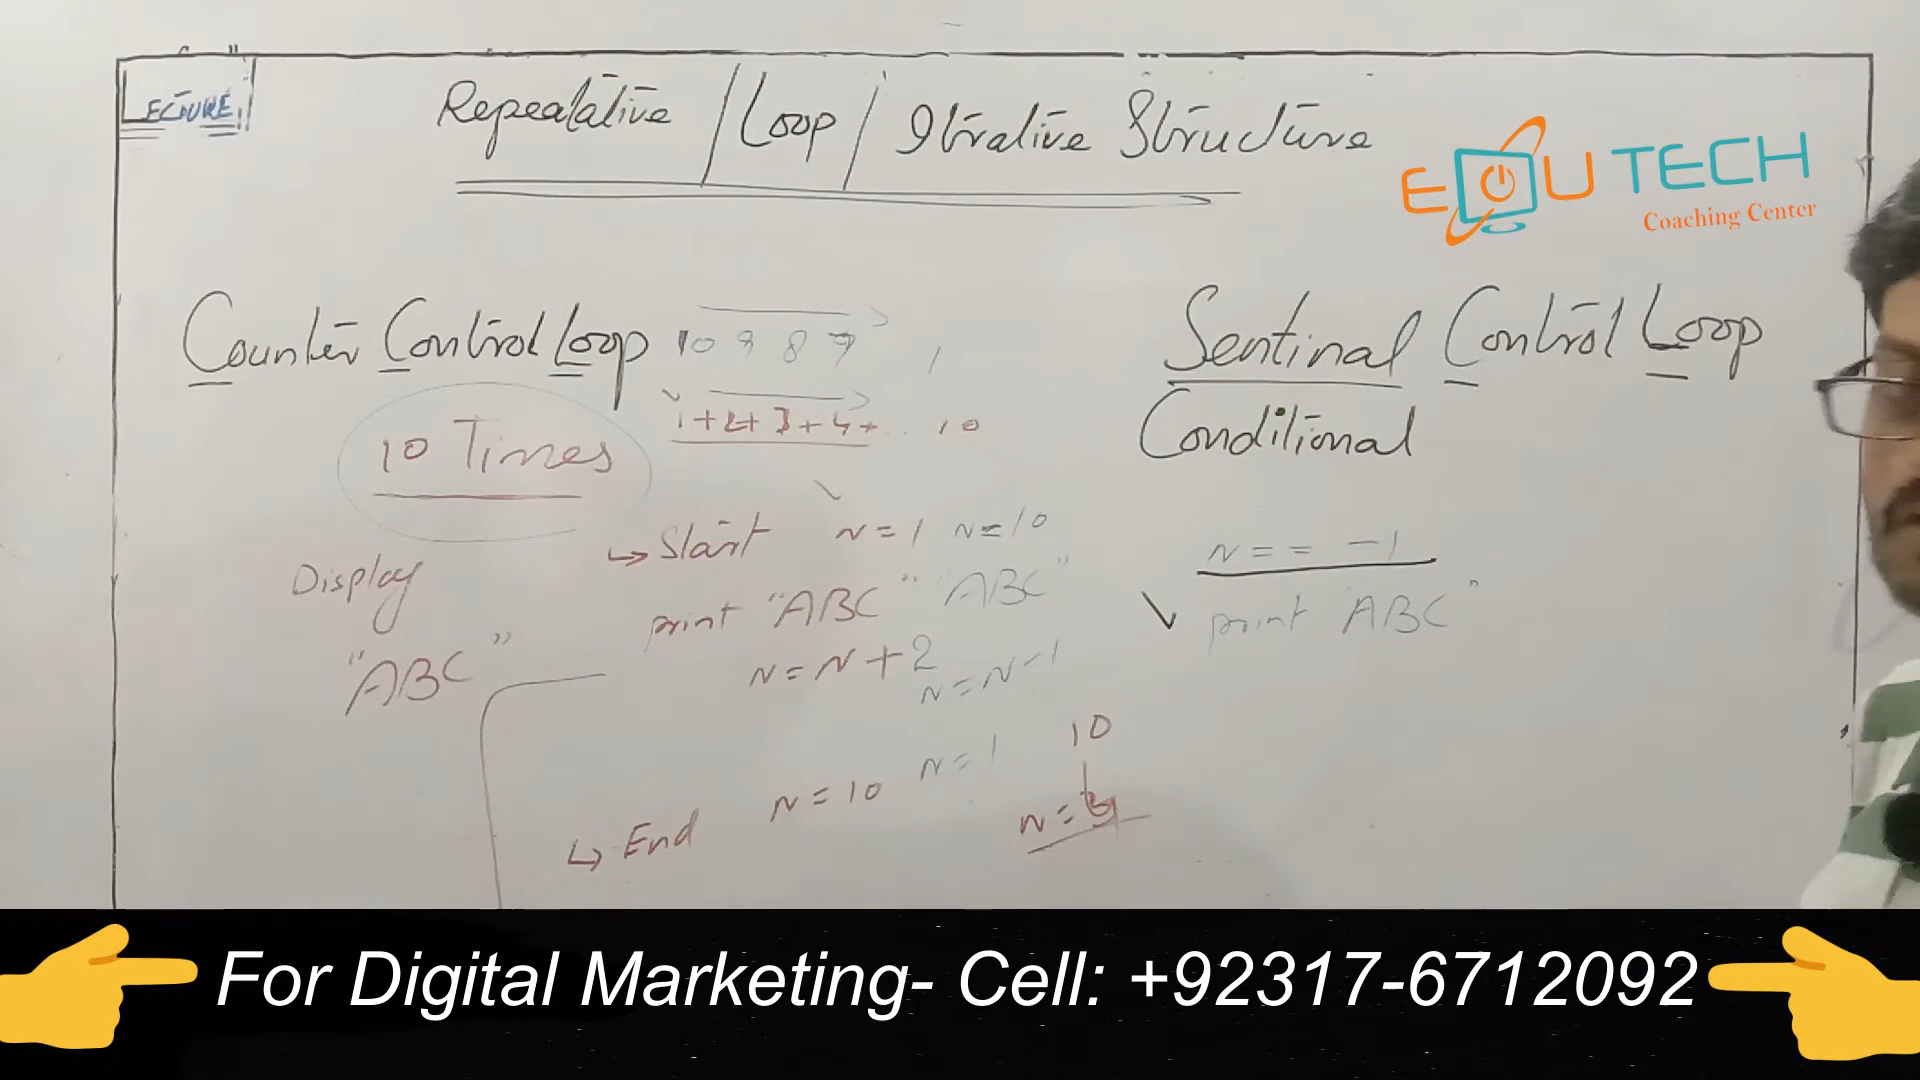 LECTURE
Repeatative / Loop / Itrative Structure
EDU TECH
Coaching Center
Counter Control Loop 10 9 8 7 1
1+2+3+4+.. 10
10 Times
Sentinal Control Loop
Conditional
Start n=1 n=10
n == -1
Display
print "ABC" ABC"
print ABC"
"ABC"
n=n+2
n=n-1
10
n=10 n=1
n=
End
For Digital Marketing- Cell: +92317-6712092